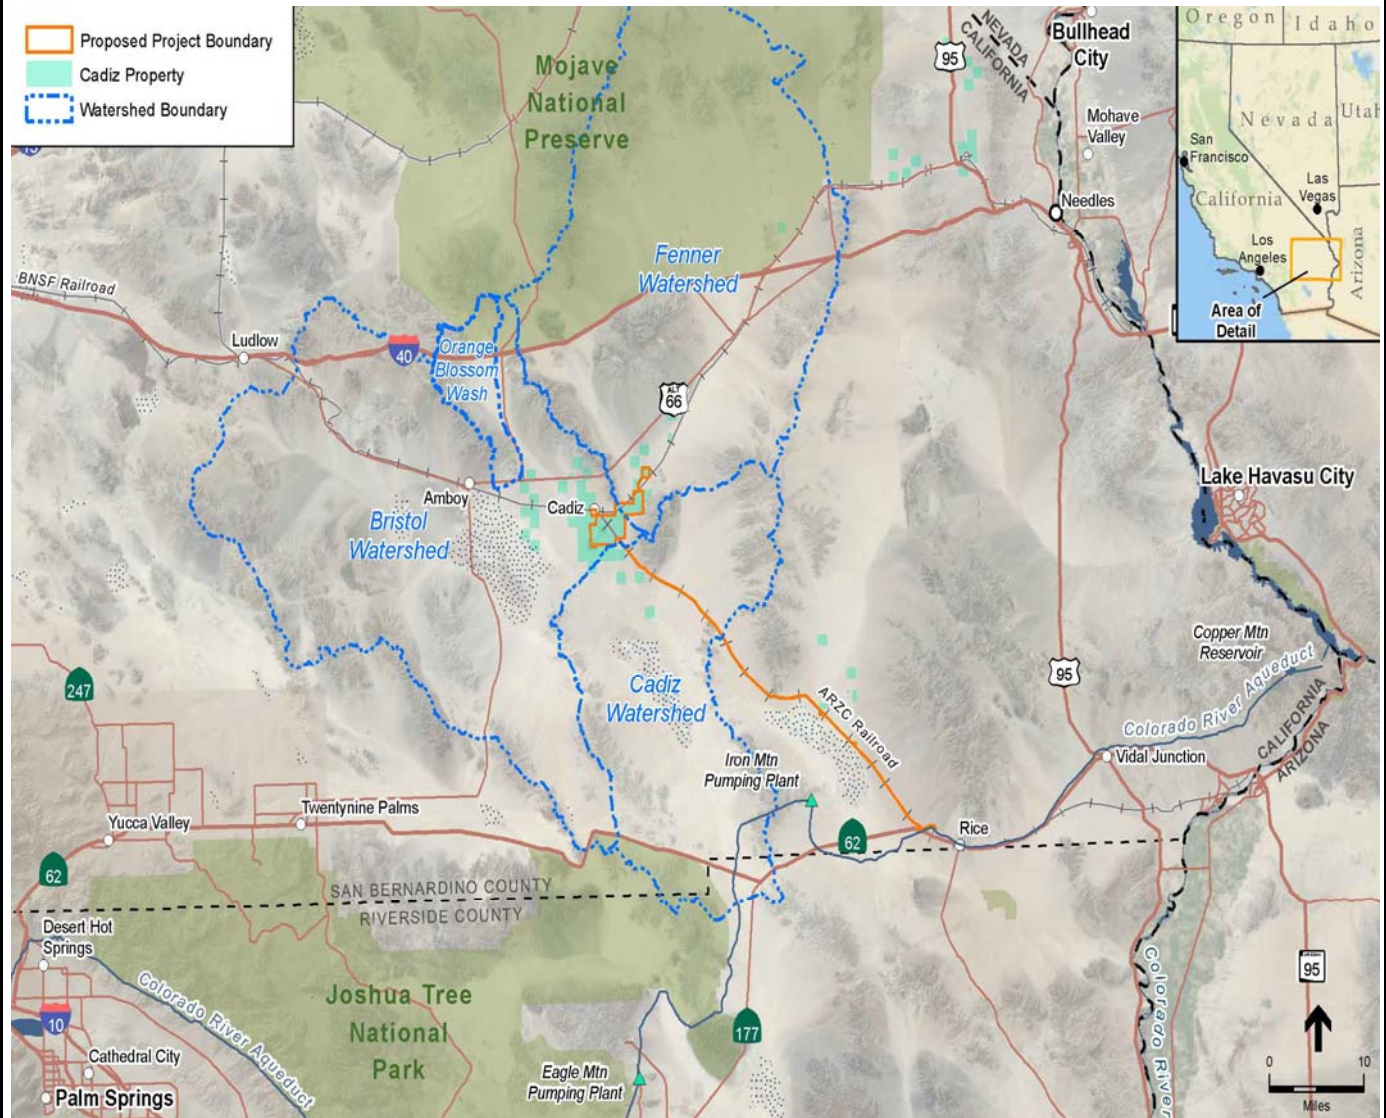 Proposed Project Boundary
Cadiz Property
Watershed Boundary
Mojave
National
Preserve
95
NEVADA
CALIFORNIA
Bullhead
City
Mohave
Valley
Needles
Oregon
Idaho
Nevada
Utah
San
Francisco
California
Las
Vegas
Los
Angeles
Arizona
Area of
Detail
BNSF Railroad
Ludlow
40
Orange
Blossom
Wash
Fenner
Watershed
ALT
66
Amboy
Cadiz
Bristol
Watershed
Lake Havasu City
Copper Mtn
Reservoir
Colorado River Aqueduct
CALIFORNIA
ARIZONA
95
Vidal Junction
247
Cadiz
Watershed
ARZC Railroad
Iron Mtn
Pumping Plant
Twentynine Palms
Yucca Valley
62
62
Rice
SAN BERNARDINO COUNTY
RIVERSIDE COUNTY
Desert Hot
Springs
Colorado River Aqueduct
10
Cathedral City
Palm Springs
Joshua Tree
National
Park
177
Eagle Mtn
Pumping Plant
Colorado River
95
0 10
Miles